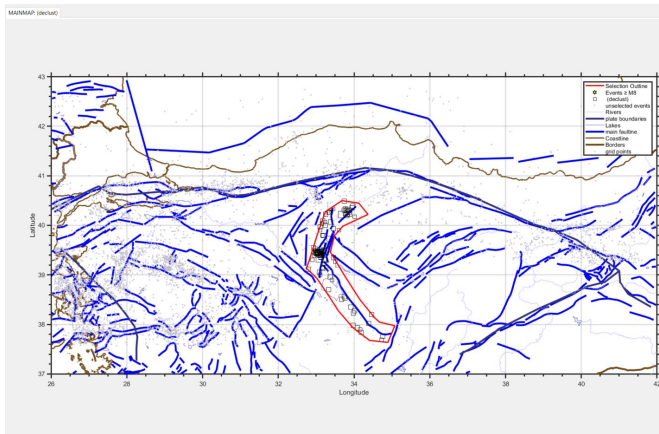 MAINMAP: (decluit)
43
42
41
40
39
38
37
26
28
30
32
34
36
38
40
42
Latitude
Longitude
Selection Outline
Events ≥ M8
(declust)
unselected events
Rivers
plate boundaries
Lakes
main faultline
Coastline
Borders
grid points